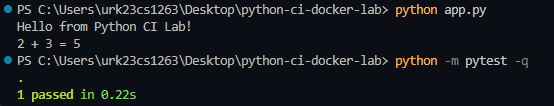 PS C:\Users\urk23cs1263\Desktop\python-ci-docker-lab> python app.py
Hello from Python CI Lab!
2 + 3 = 5
PS C:\Users\urk23cs1263\Desktop\python-ci-docker-lab> python -m pytest -q
.
1 passed in 0.22s